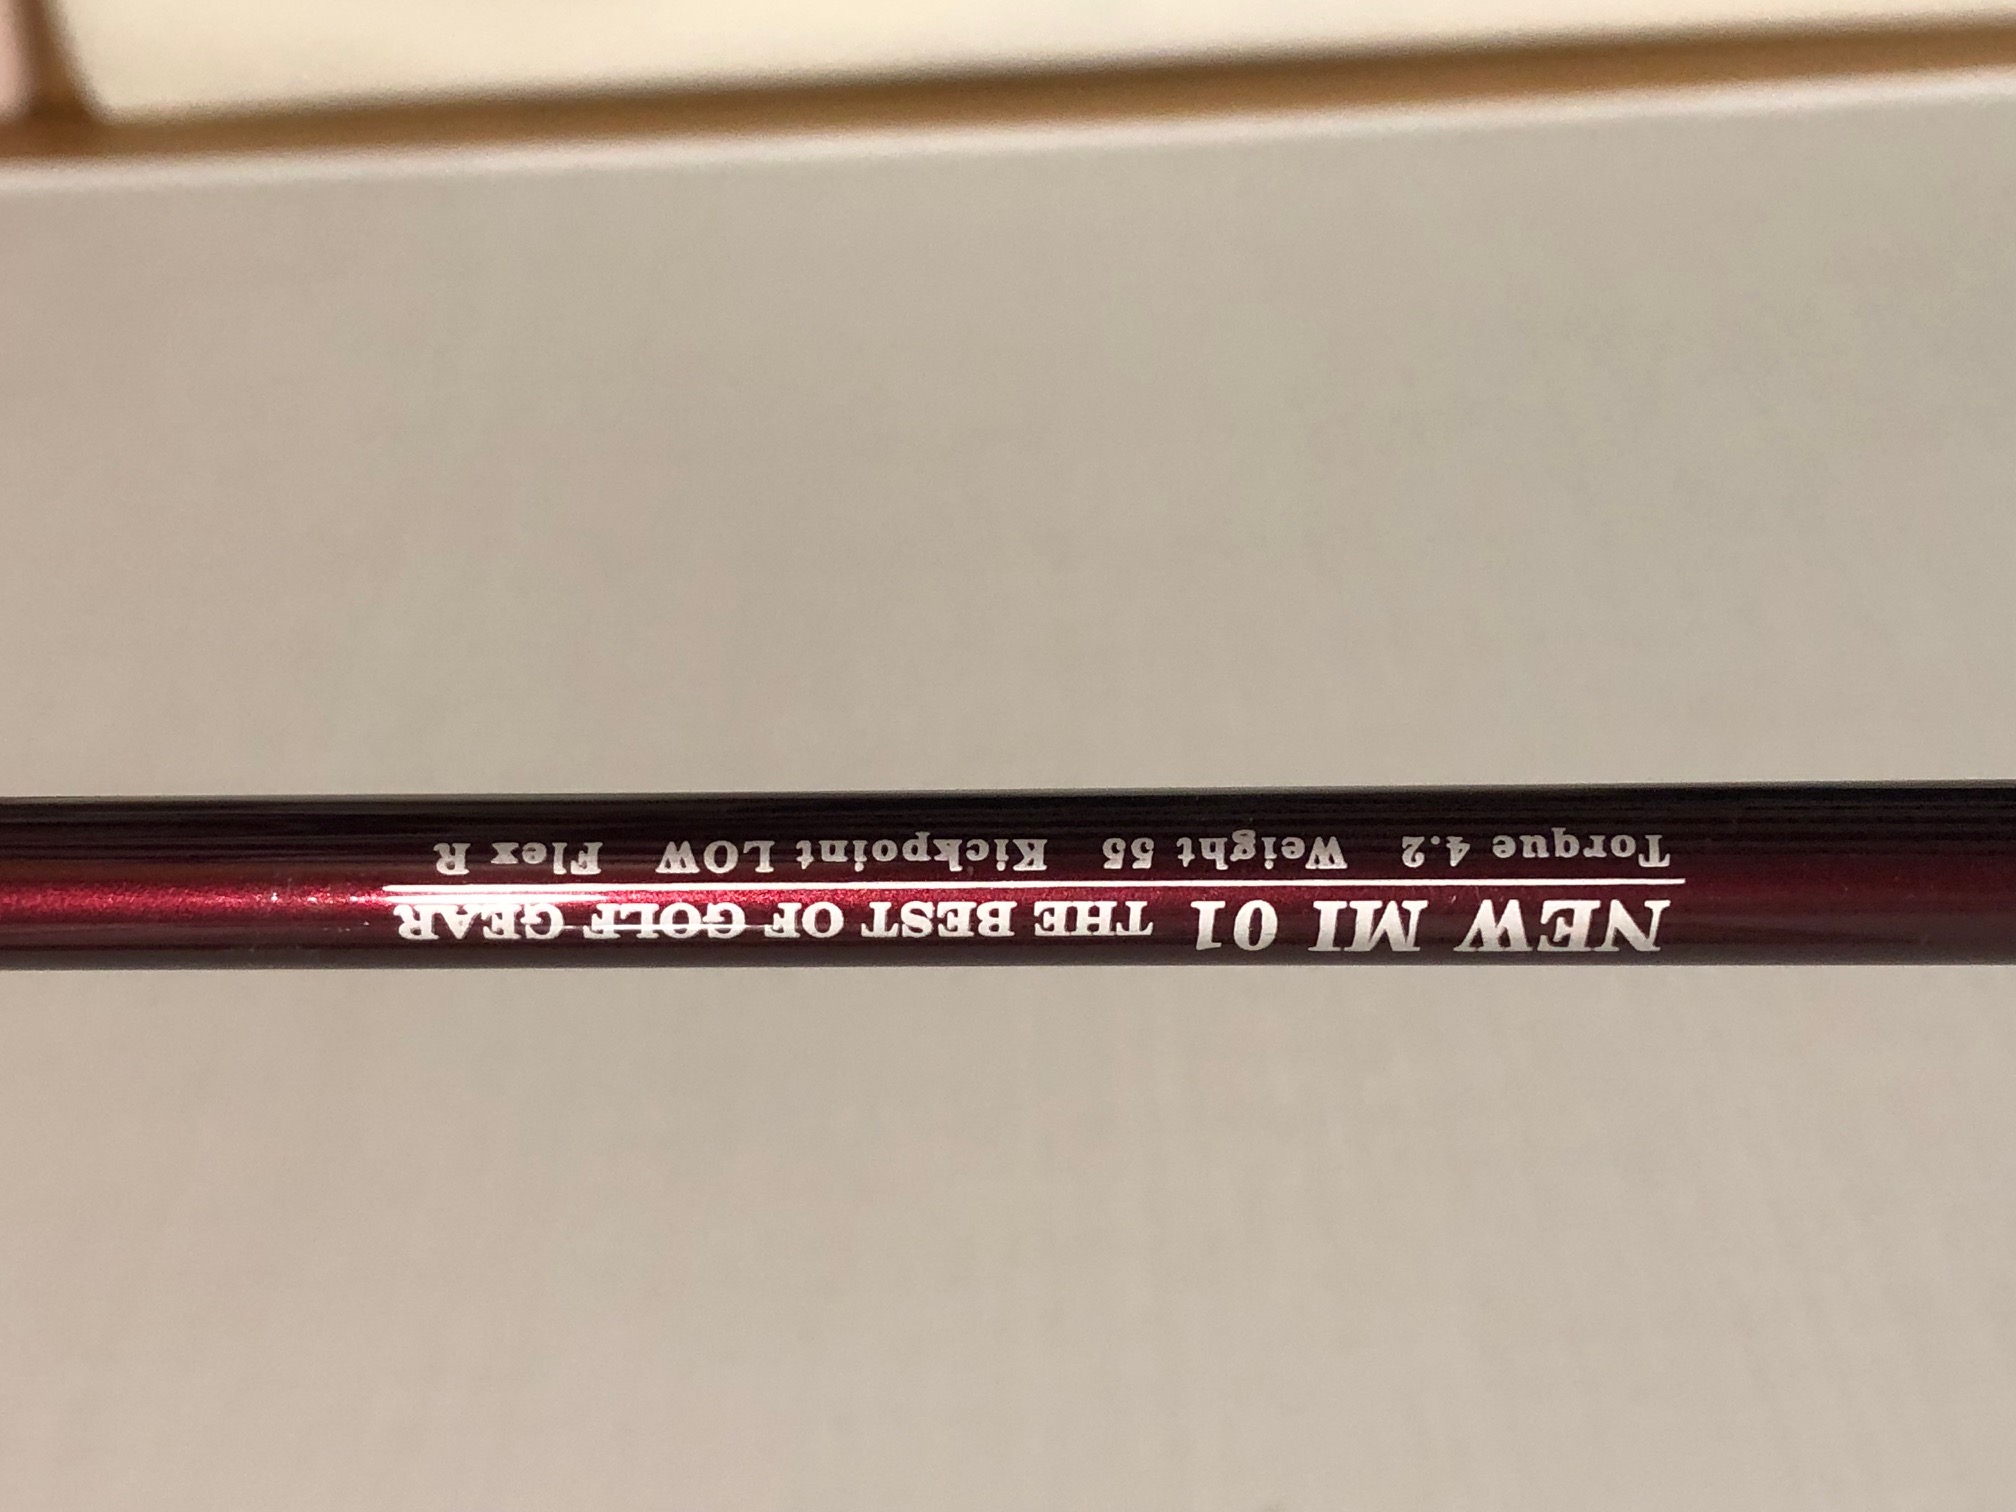 NEW MI 01 THE BEST OF GOLF GEAR
Torque 4.2 Weight 55 Kickpoint LOW Flex R